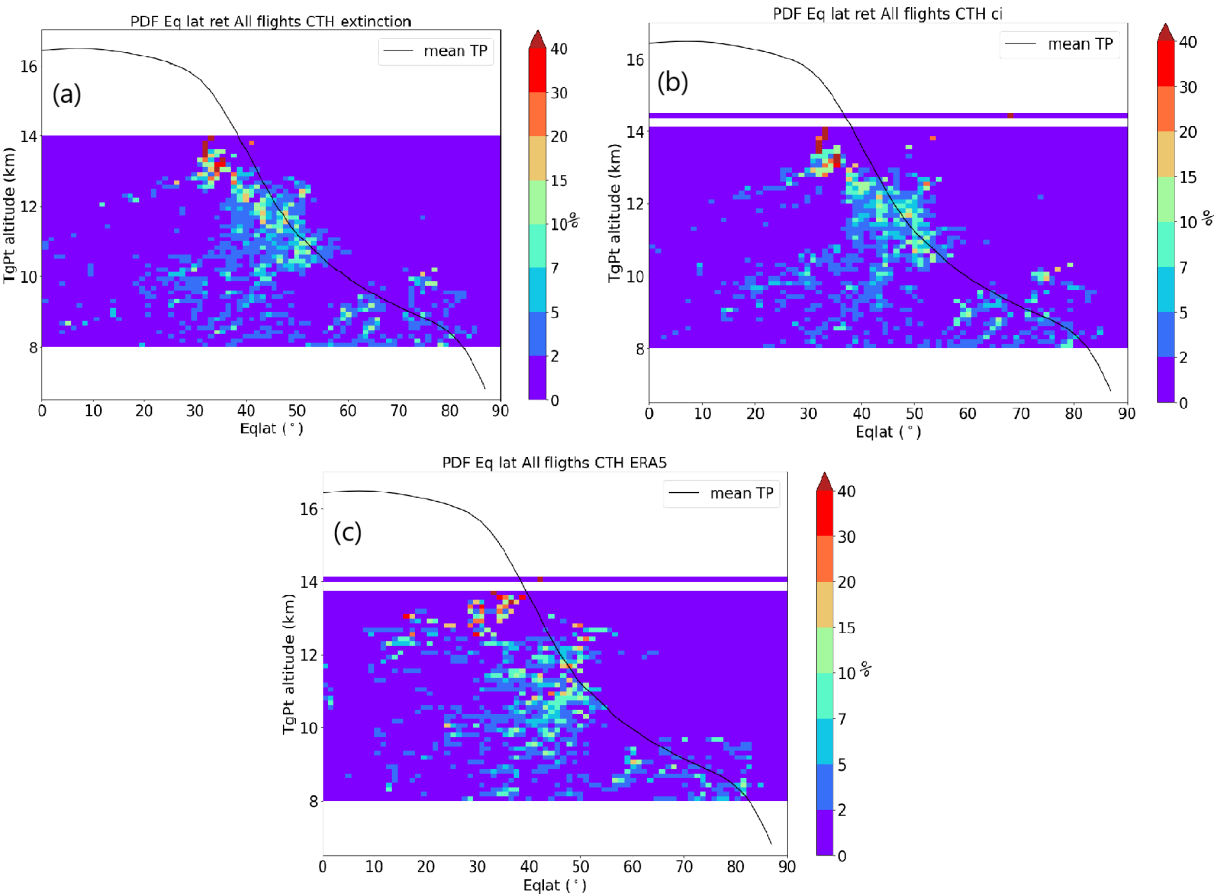 PDF Eq lat ret All flights CTH extinction
(a)
mean TP
TgPt altitude (km)
16
14
12
10
8
0 10 20 30 40 50 60 70 80 90
Eqlat (°)
40
30
20
15
10
7
5
2
0
%
PDF Eq lat ret All flights CTH ci
(b)
mean TP
TgPt altitude (km)
16
14
12
10
8
0 10 20 30 40 50 60 70 80 90
Eqlat (°)
40
30
20
15
10
7
5
2
0
%
PDF Eq lat All fligths CTH ERA5
(c)
mean TP
TgPt altitude (km)
16
14
12
10
8
0 10 20 30 40 50 60 70 80 90
Eqlat (°)
40
30
20
15
10
7
5
2
0
%